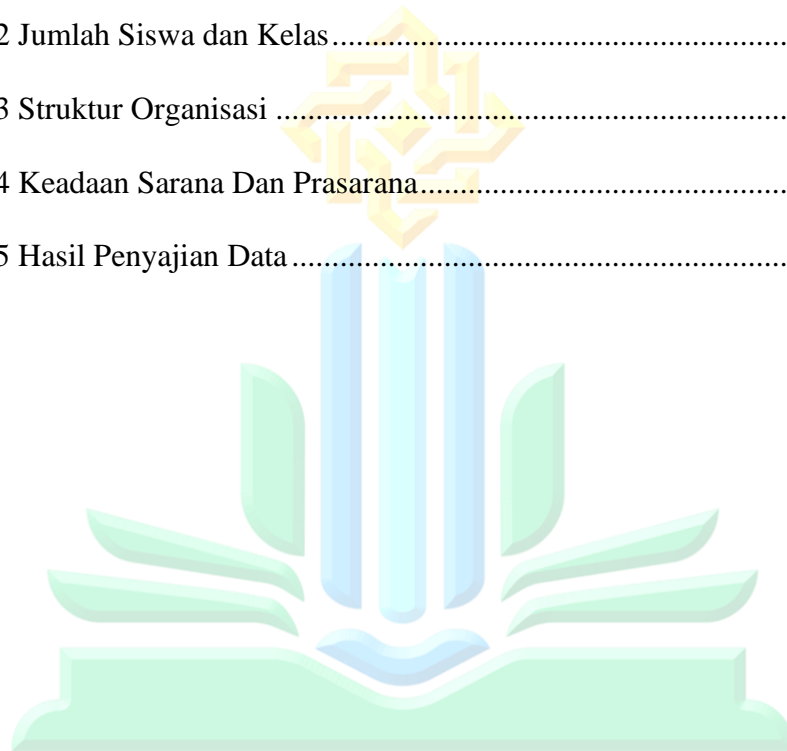 2 Jumlah Siswa dan Kelas................................................
3 Struktur Organisasi .......................................................
4 Keadaan Sarana Dan Prasarana.....................................
5 Hasil Penyajian Data .....................................................